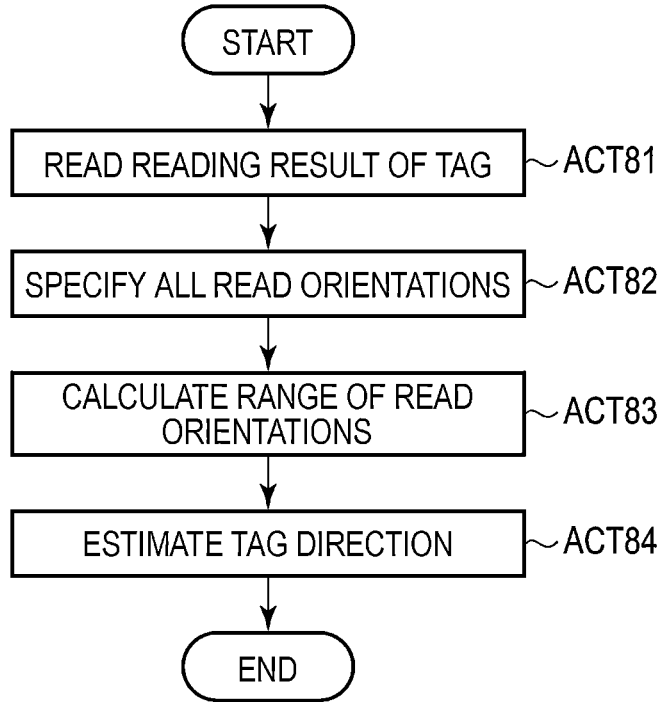 START
READ READING RESULT OF TAG
ACT81
SPECIFY ALL READ ORIENTATIONS
ACT82
CALCULATE RANGE OF READ
ORIENTATIONS
ACT83
ESTIMATE TAG DIRECTION
ACT84
END